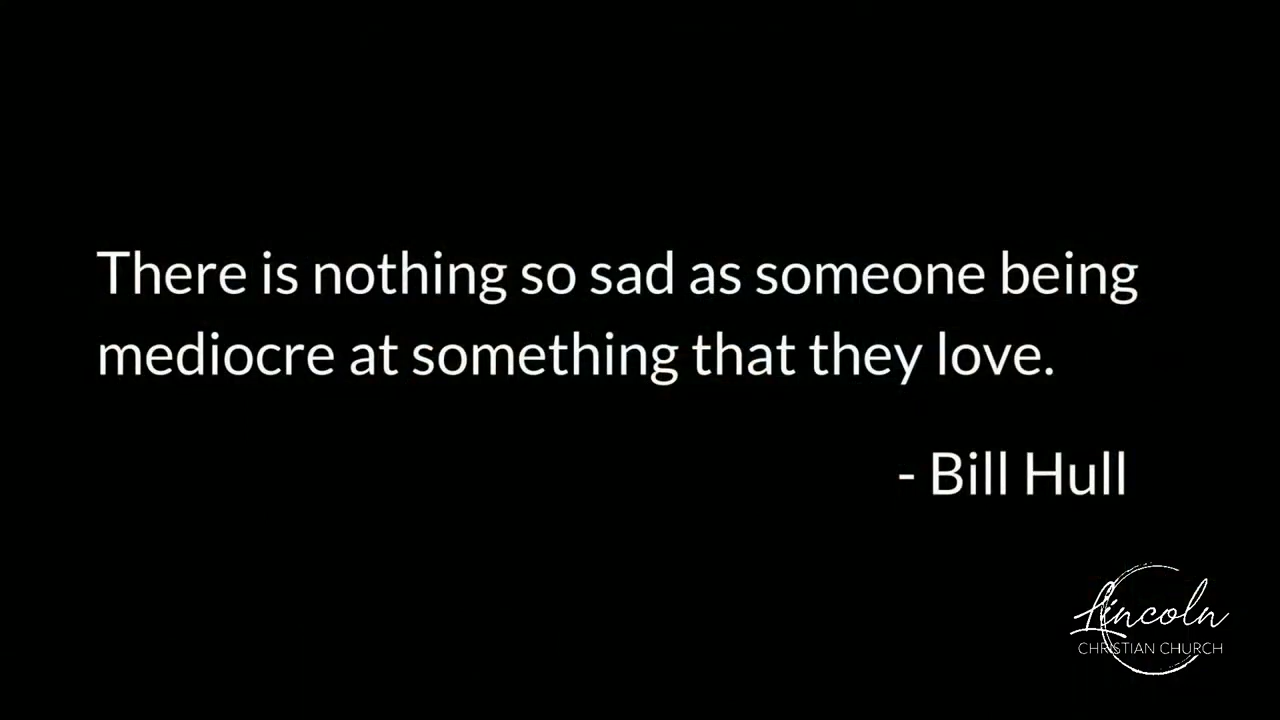 There is nothing so sad as someone being
mediocre at something that they love.
- Bill Hull
Lincoln
CHRISTIAN CHURCH